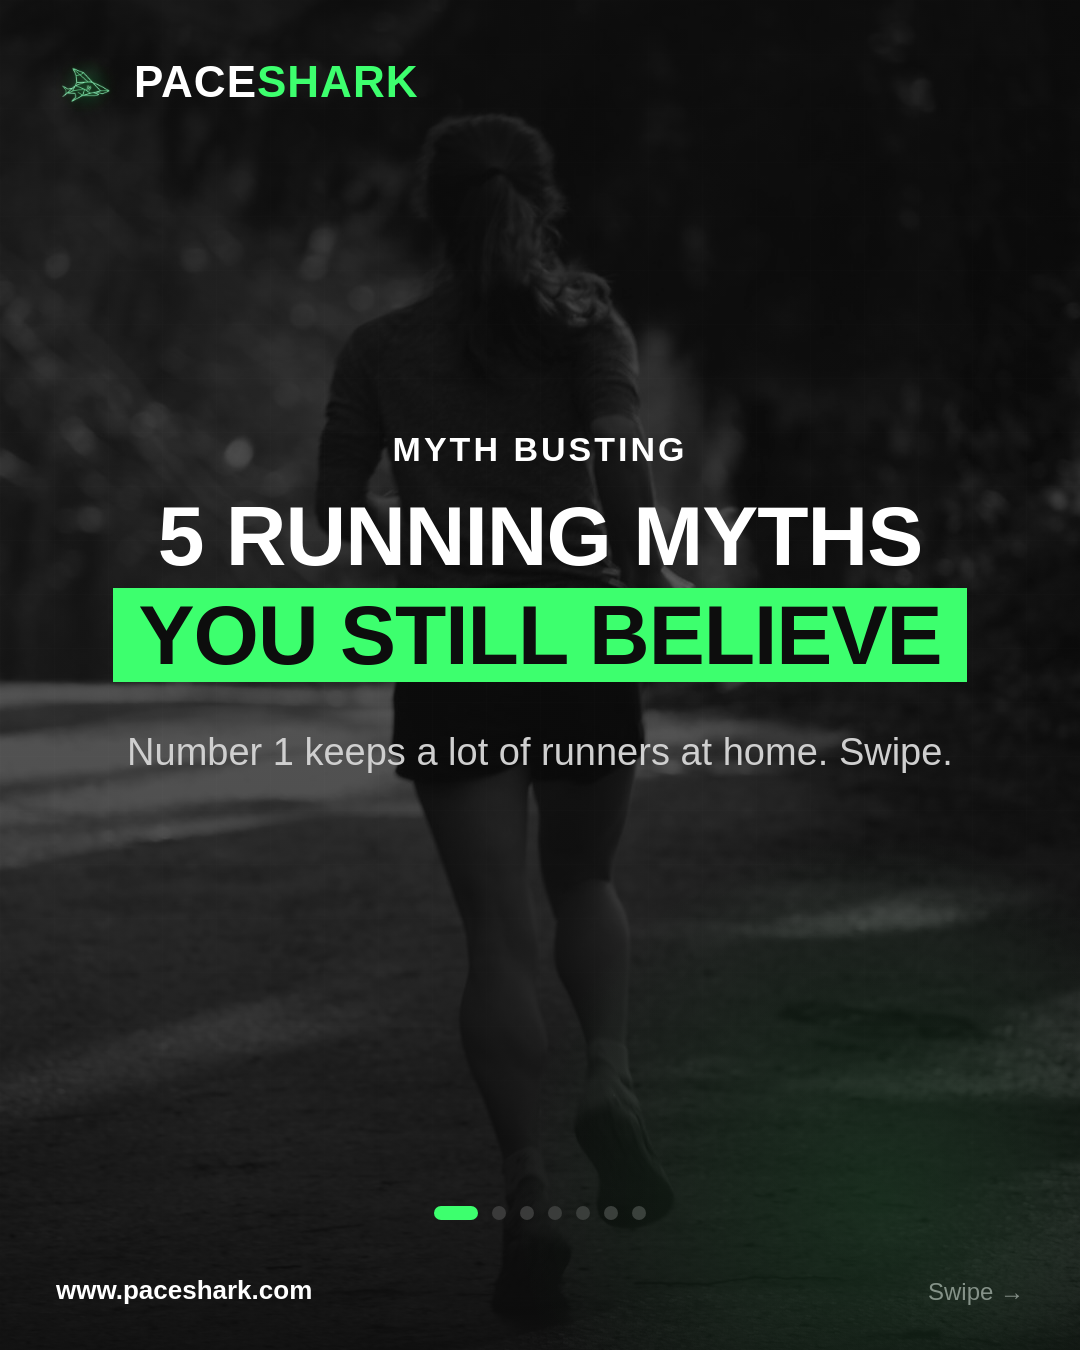 PACESHARK
MYTH BUSTING
5 RUNNING MYTHS
YOU STILL BELIEVE
Number 1 keeps a lot of runners at home. Swipe.
www.paceshark.com
Swipe →